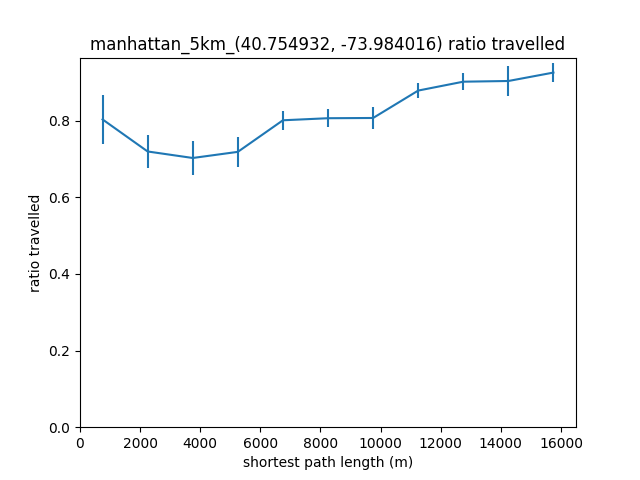 manhattan_5km_(40.754932, -73.984016) ratio travelled
0.8
0.6
0.4
0.2
0.0
ratio travelled
0 2000 4000 6000 8000 10000 12000 14000 16000
shortest path length (m)